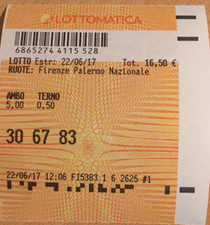 LOTTOMATICA
6865274 4115 528
LOTTO Estr: 22/06/17 Tot. 16,50 €
RUOTE: Firenze Palermo Nazionale
AMBO TERNO
5,00 0,50
30 67 83
22/06/17 12:06 FI5383 1 6 2625 #1